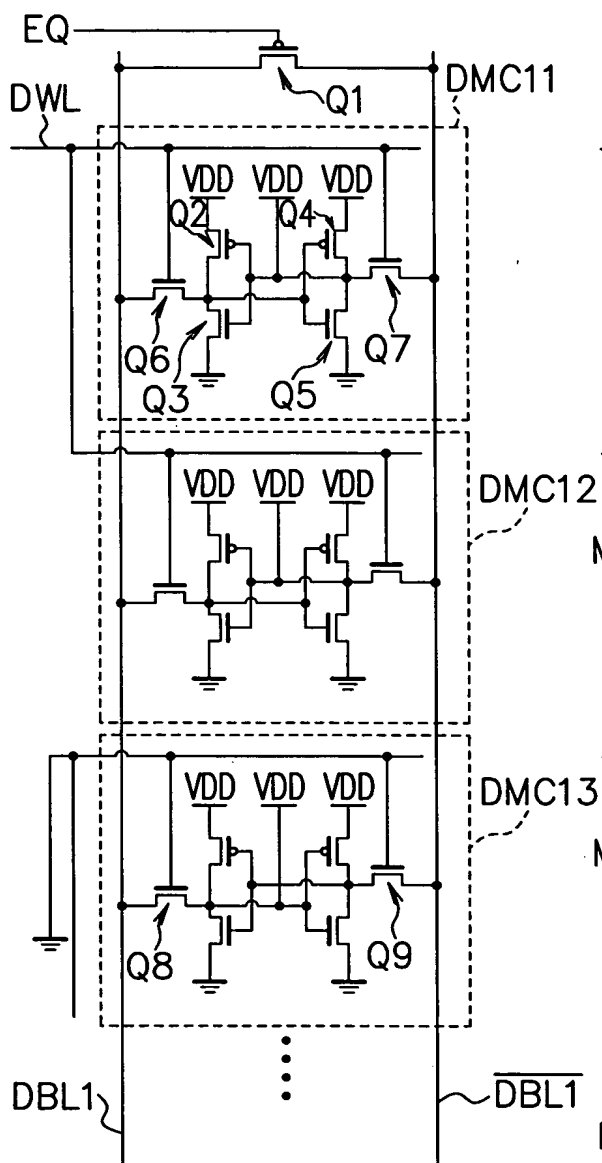 EQ
Q1
DMC11
DWL
VDD VDD VDD
Q2 Q4
Q6 Q3 Q5 Q7
VDD VDD VDD
DMC12
M
VDD VDD VDD
DMC13
M
Q8 Q9
DBL1 DBL1